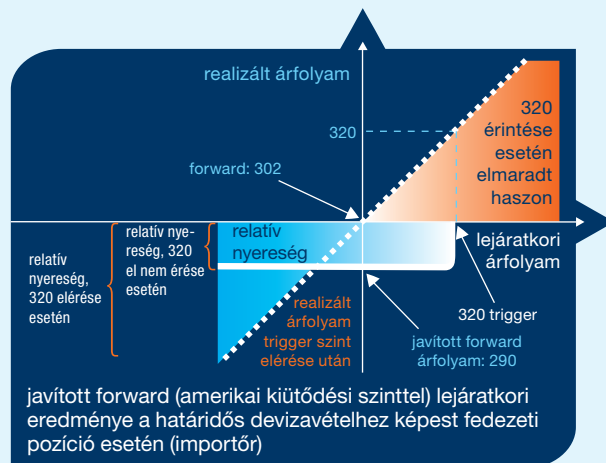 realizált árfolyam
320
forward: 302
320
érintése
esetén
elmaradt
haszon
relatív
nyereség,
320 elérése
esetén
relatív nye-
reség, 320
el nem érése
esetén
relatív
nyereség
lejáratkori
árfolyam
realizált
árfolyam
trigger szint
elérése után
320 trigger
javított forward
árfolyam: 290
javított forward (amerikai kiütődési szinttel) lejáratkori
eredménye a határidős devizavételhez képest fedezeti
pozíció esetén (importőr)